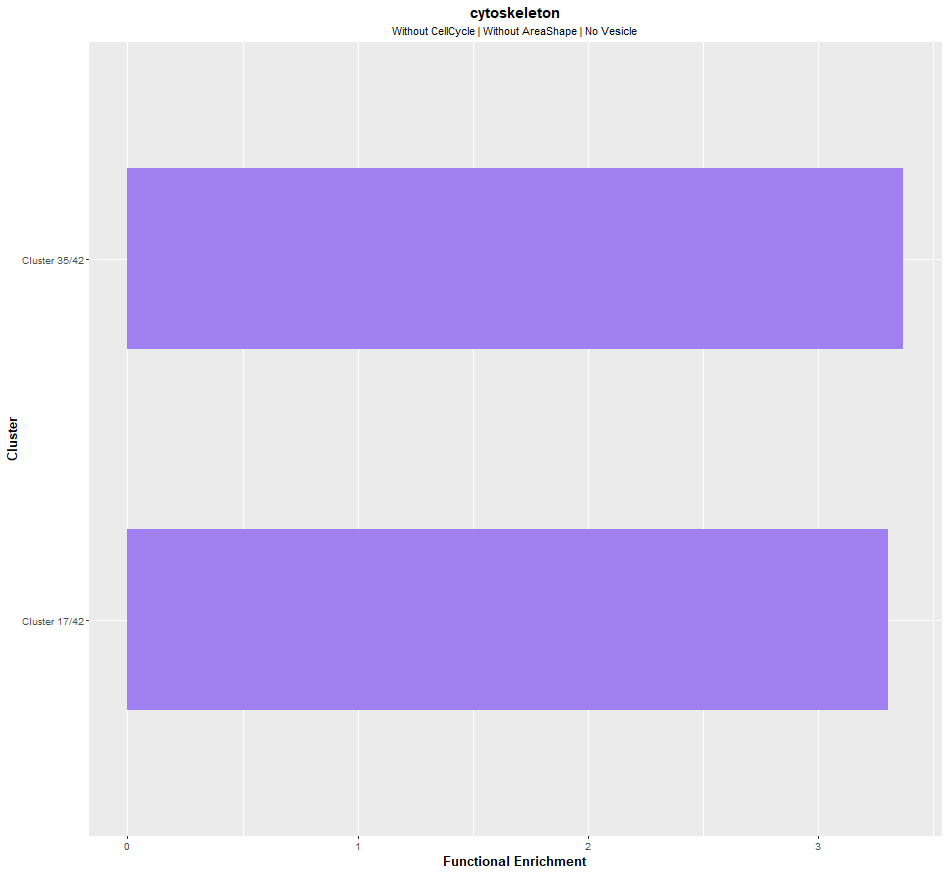 cytoskeleton
Without CellCycle | Without AreaShape | No Vesicle
Cluster
Cluster 35/42
Cluster 17/42
0 1 2 3
Functional Enrichment